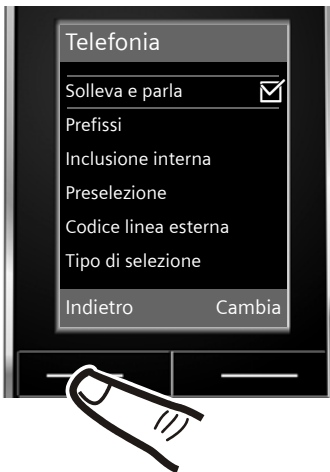 Telefonia
Solleva e parla
Prefissi
Inclusione interna
Preselezione
Codice linea esterna
Tipo di selezione
Indietro Cambia